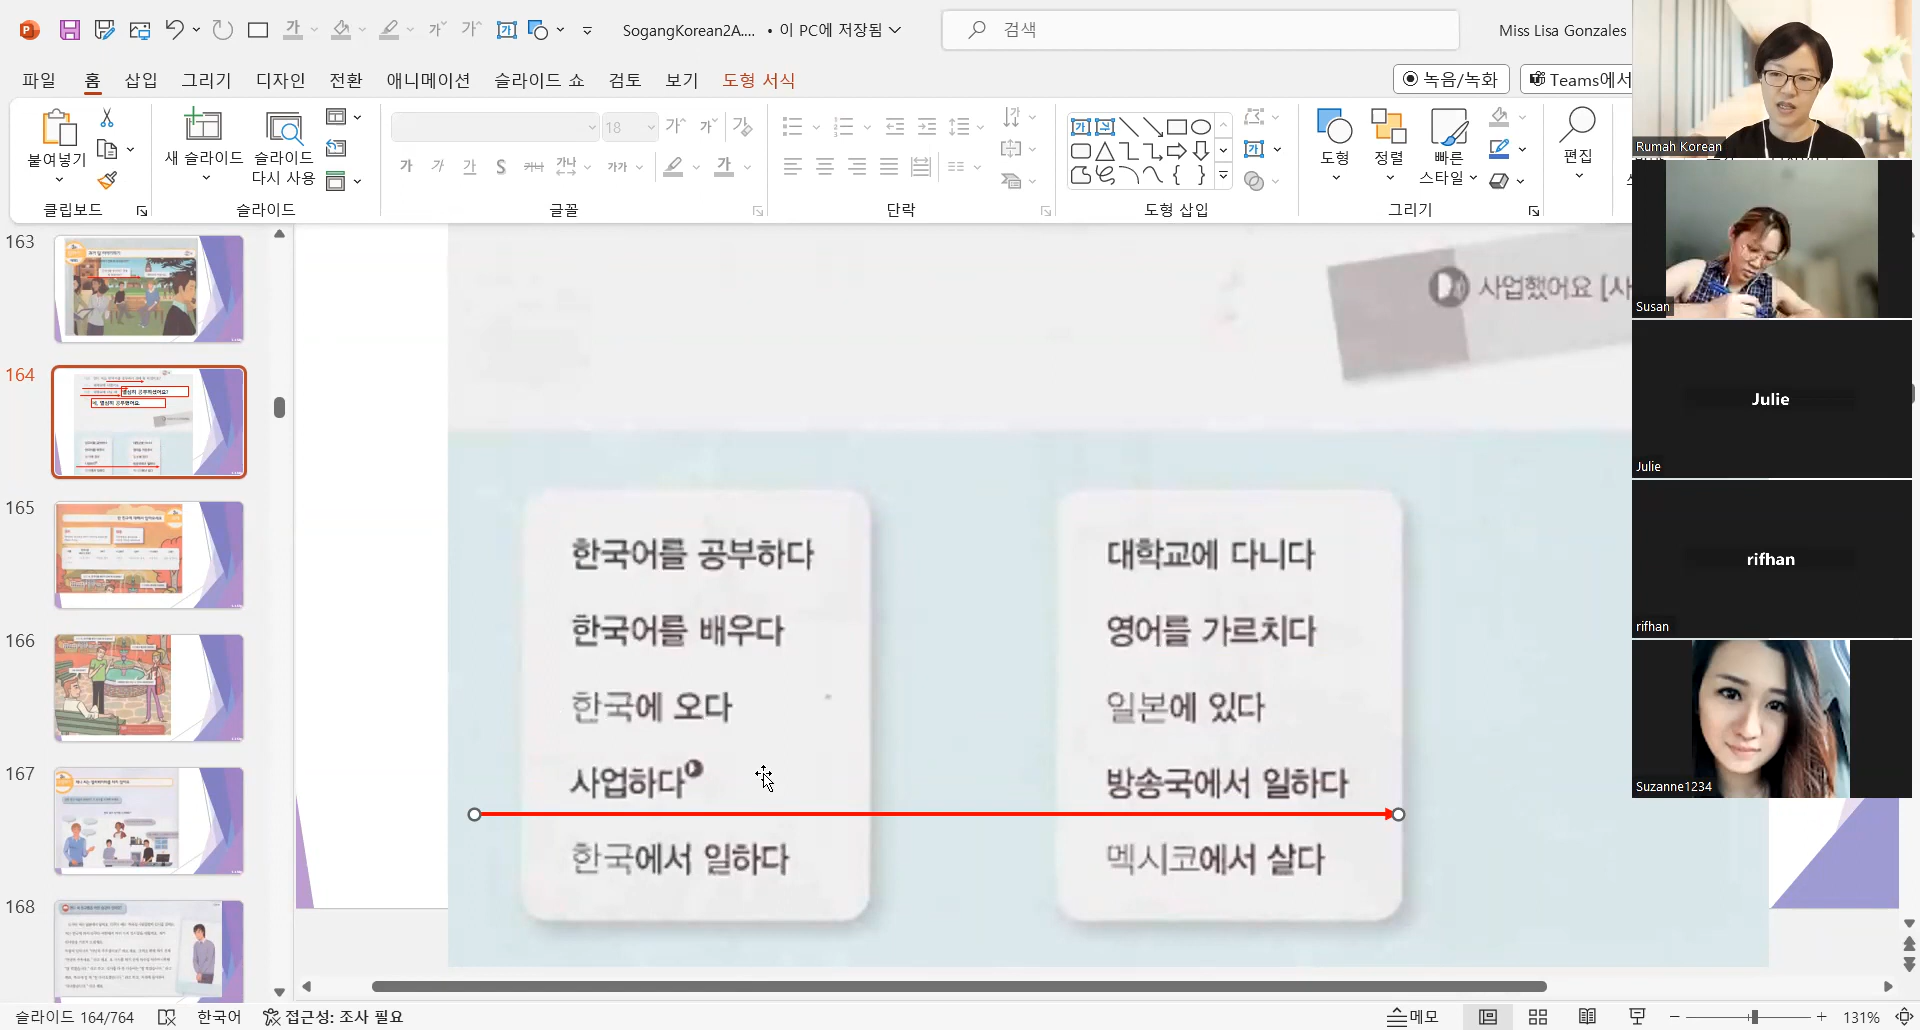 SogangKorean2A.... • 이 PC에 저장됨
검색
Miss Lisa Gonzales
파일 홈 삽입 그리기 디자인 전환 애니메이션 슬라이드 쇼 검토 보기 도형 서식
녹음/녹화
Teams에서
붙여넣기
새 슬라이드
슬라이드
다시 사용
18
가
도형
정렬
빠른
스타일
편집
클립보드
슬라이드
글꼴
단락
도형 삽입
그리기
163
164
165
166
167
168
사업했어요 [사
한국어를 공부하다
한국어를 배우다
한국에 오다
사업하다
한국에서 일하다
대학교에 다니다
영어를 가르치다
일본에 있다
방송국에서 일하다
멕시코에서 살다
Rumah Korean
Susan
Julie
Julie
rifhan
rifhan
Suzanne1234
슬라이드 164/764
한국어
접근성: 조사 필요
메모
131%